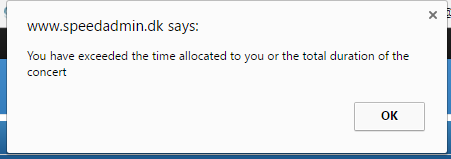 www.speedadmin.dk says:
You have exceeded the time allocated to you or the total duration of the
concert
OK